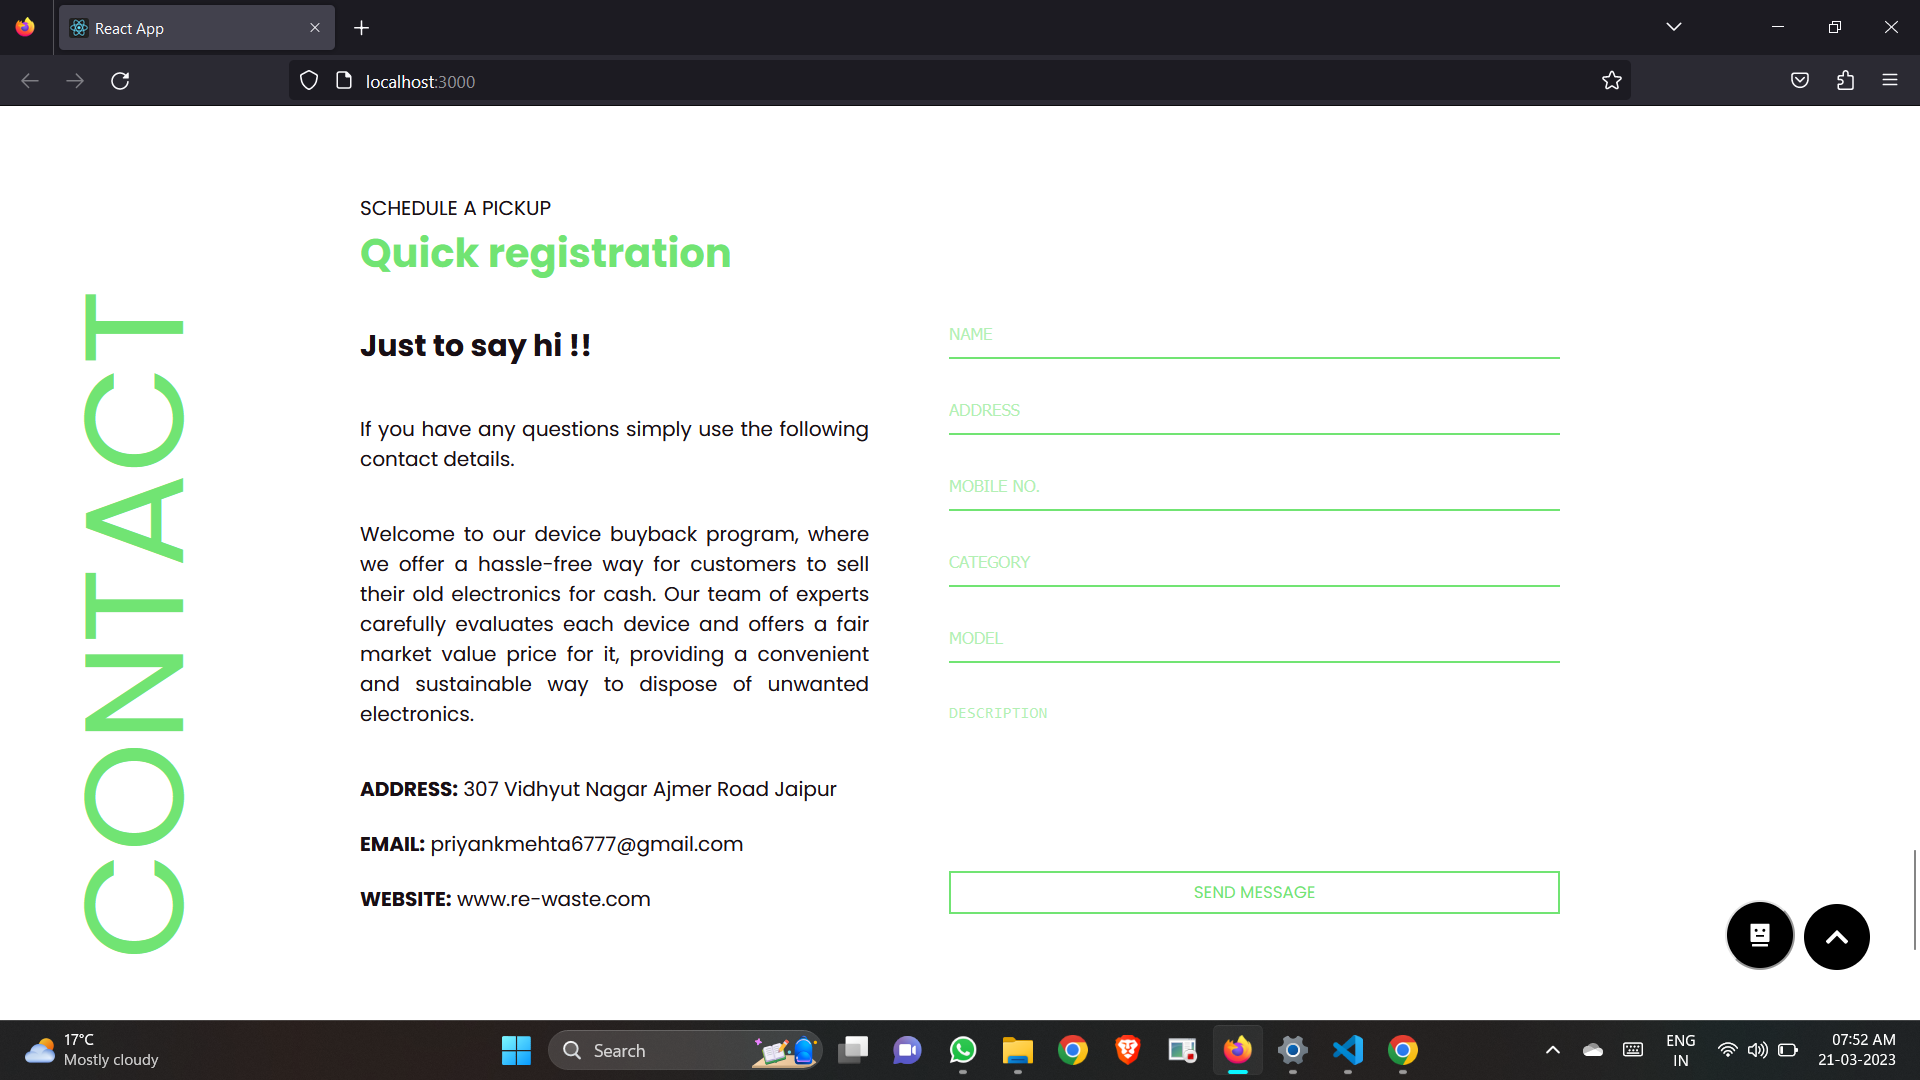 React App
localhost:3000
CONTACT
SCHEDULE A PICKUP
Quick registration
Just to say hi !!
If you have any questions simply use the following
contact details.
Welcome to our device buyback program, where
we offer a hassle-free way for customers to sell
their old electronics for cash. Our team of experts
carefully evaluates each device and offers a fair
market value price for it, providing a convenient
and sustainable way to dispose of unwanted
electronics.
ADDRESS: 307 Vidhyut Nagar Ajmer Road Jaipur
EMAIL: priyankmehta6777@gmail.com
WEBSITE: www.re-waste.com
NAME
ADDRESS
MOBILE NO.
CATEGORY
MODEL
DESCRIPTION
SEND MESSAGE
17°C
Mostly cloudy
Search
ENG
IN
07:52 AM
21-03-2023